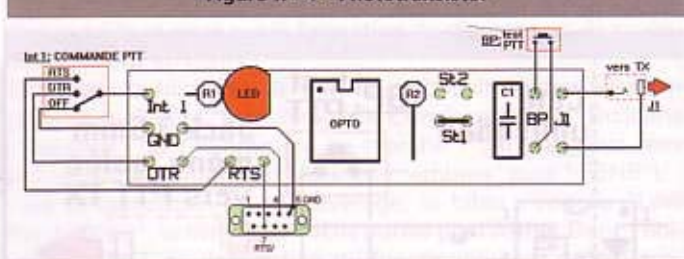 Int.1: COMMANDE PTT
BP: test
PTT
RTS
DTR
OFF
vers TX
J1
Int 1
R1
LED
OPTO
R2
St2
St1
C1
BP
J1
GND
DTR
RTS
1
4
5 GND
7
RTS/